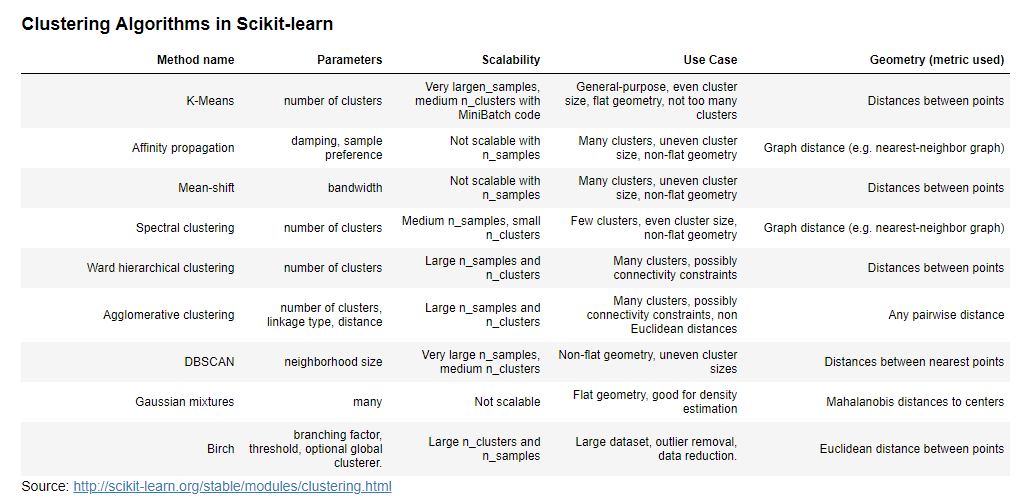 Clustering Algorithms in Scikit-learn
Method name Parameters Scalability Use Case Geometry (metric used)
K-Means number of clusters Very largen_samples, medium n_clusters with MiniBatch code General-purpose, even cluster size, flat geometry, not too many clusters Distances between points
Affinity propagation damping, sample preference Not scalable with n_samples Many clusters, uneven cluster size, non-flat geometry Graph distance (e.g. nearest-neighbor graph)
Mean-shift bandwidth Not scalable with n_samples Many clusters, uneven cluster size, non-flat geometry Distances between points
Spectral clustering number of clusters Medium n_samples, small n_clusters Few clusters, even cluster size, non-flat geometry Graph distance (e.g. nearest-neighbor graph)
Ward hierarchical clustering number of clusters Large n_samples and n_clusters Many clusters, possibly connectivity constraints Distances between points
Agglomerative clustering number of clusters, linkage type, distance Large n_samples and n_clusters Many clusters, possibly connectivity constraints, non Euclidean distances Any pairwise distance
DBSCAN neighborhood size Very large n_samples, medium n_clusters Non-flat geometry, uneven cluster sizes Distances between nearest points
Gaussian mixtures many Not scalable Flat geometry, good for density estimation Mahalanobis distances to centers
Birch branching factor, threshold, optional global clusterer. Large n_clusters and n_samples Large dataset, outlier removal, data reduction. Euclidean distance between points
Source: http://scikit-learn.org/stable/modules/clustering.html